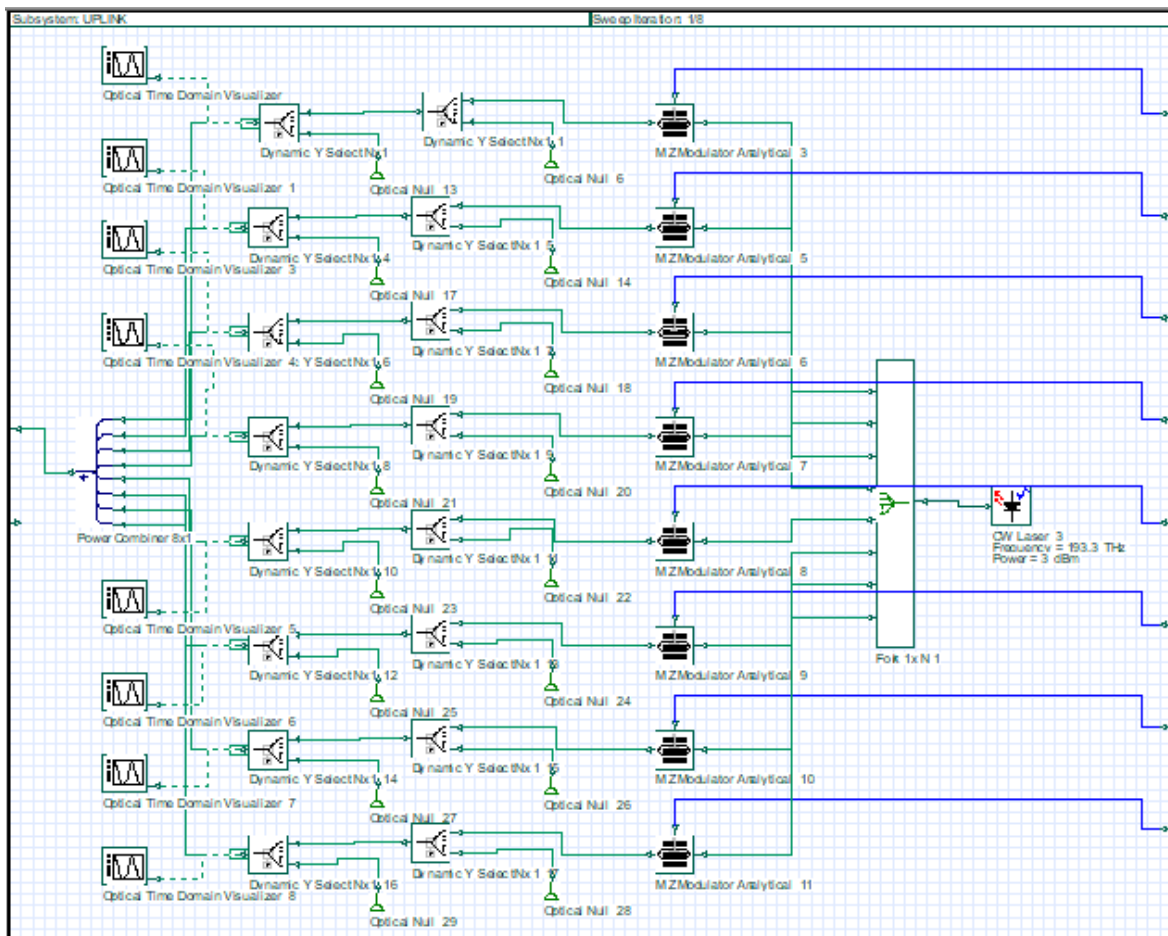 Subsystem: UPLINK
Sweep Iteration: 1/8
Optical Time Domain Visualizer
Dynamic Y Select Nx1
Dynamic Y Select Nx1 1
MZ Modulator Analytical 3
Optical Time Domain Visualizer 1
Optical Null 13
Optical Null 6
Dynamic Y Select Nx1 4
Dynamic Y Select Nx1 5
MZ Modulator Analytical 5
Optical Time Domain Visualizer 3
Optical Null 17
Optical Null 14
Optical Time Domain Visualizer 4
Y Select Nx1 6
Dynamic Y Select Nx1 7
MZ Modulator Analytical 6
Optical Null 19
Optical Null 18
Dynamic Y Select Nx1 8
Dynamic Y Select Nx1 9
MZ Modulator Analytical 7
Optical Null 21
Optical Null 20
Power Combiner 8x1
CW Laser 3
Frequency = 193.3 THz
Power = 3 dBm
Dynamic Y Select Nx1 10
Dynamic Y Select Nx1 11
MZ Modulator Analytical 8
Optical Null 23
Optical Null 22
Optical Time Domain Visualizer 5
Dynamic Y Select Nx1 12
Dynamic Y Select Nx1 13
MZ Modulator Analytical 9
Fork 1xN 1
Optical Null 25
Optical Null 24
Optical Time Domain Visualizer 6
Dynamic Y Select Nx1 14
Dynamic Y Select Nx1 15
MZ Modulator Analytical 10
Optical Time Domain Visualizer 7
Optical Null 27
Optical Null 26
Dynamic Y Select Nx1 16
Dynamic Y Select Nx1 17
MZ Modulator Analytical 11
Optical Time Domain Visualizer 8
Optical Null 29
Optical Null 28